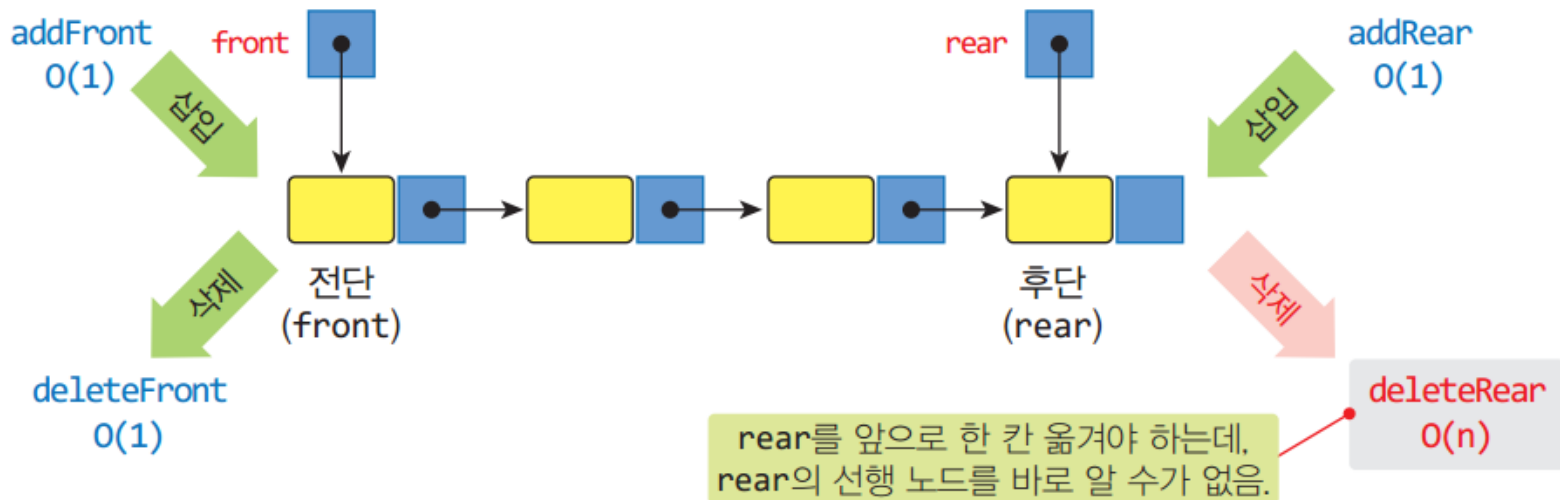 addFront
O(1)
front
rear
addRear
O(1)
삽입
삽입
전단
(front)
후단
(rear)
삭제
삭제
deleteFront
O(1)
deleteRear
O(n)
rear를 앞으로 한 칸 옮겨야 하는데,
rear의 선행 노드를 바로 알 수가 없음.